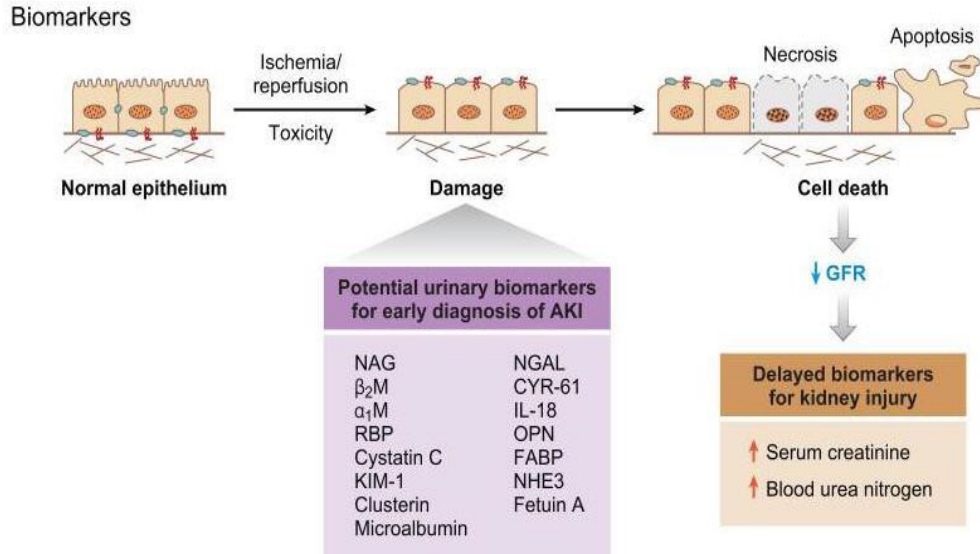 Biomarkers
Ischemia/
reperfusion
Toxicity
Necrosis
Apoptosis
Normal epithelium
Damage
Cell death
↓ GFR
Potential urinary biomarkers
for early diagnosis of AKI
NAG
β₂M
α₁M
RBP
Cystatin C
KIM-1
Clusterin
Microalbumin
NGAL
CYR-61
IL-18
OPN
FABP
NHE3
Fetuin A
Delayed biomarkers
for kidney injury
↑ Serum creatinine
↑ Blood urea nitrogen